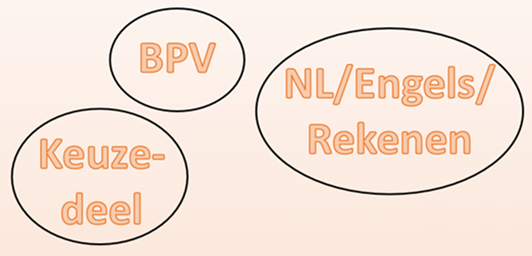 BPV
NL/Engels/
Rekenen
Keuze-
deel